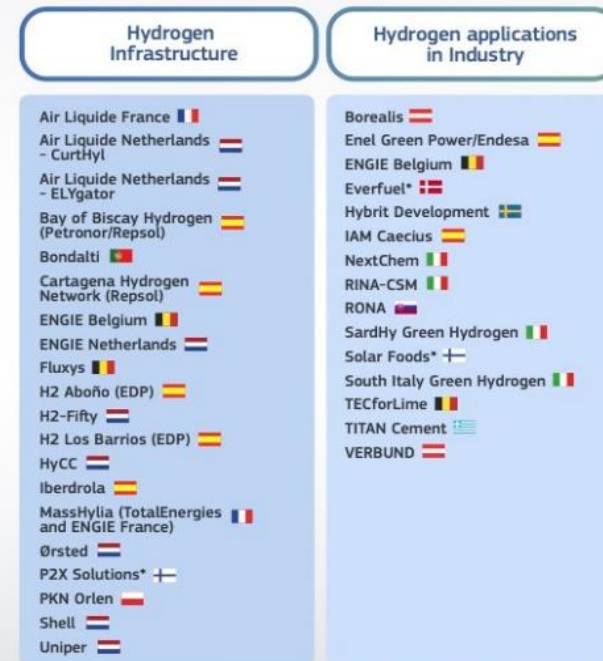 Hydrogen
Infrastructure
Air Liquide France
Air Liquide Netherlands
- CurtHyl
Air Liquide Netherlands
- ELYgator
Bay of Biscay Hydrogen
(Petronor/Repsol)
Bondalti
Cartagena Hydrogen
Network (Repsol)
ENGIE Belgium
ENGIE Netherlands
Fluxys
H2 Aboño (EDP)
H2-Fifty
H2 Los Barrios (EDP)
HyCC
Iberdrola
MassHylia (TotalEnergies
and ENGIE France)
Ørsted
P2X Solutions*
PKN Orlen
Shell
Uniper
Hydrogen applications
in Industry
Borealis
Enel Green Power/Endesa
ENGIE Belgium
Everfuel*
Hybrit Development
IAM Caecius
NextChem
RINA-CSM
RONA
SardHy Green Hydrogen
Solar Foods*
South Italy Green Hydrogen
TECforLime
TITAN Cement
VERBUND